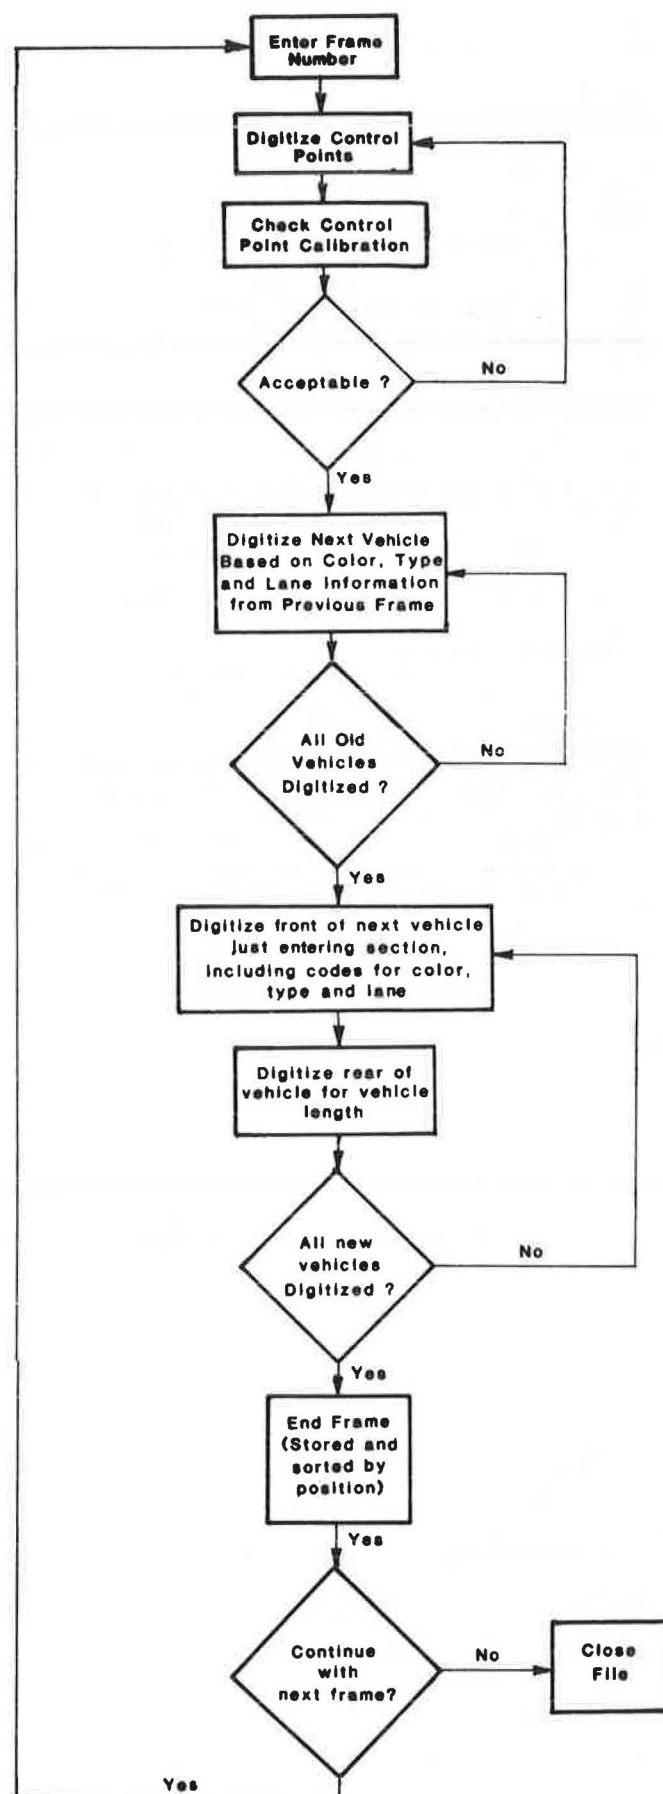 Enter Frame
Number
Digitize Control
Points
Check Control
Point Calibration
Acceptable ?
No
Yes
Digitize Next Vehicle
Based on Color, Type
and Lane Information
from Previous Frame
All Old
Vehicles
Digitized ?
No
Yes
Digitize front of next vehicle
just entering section,
including codes for color,
type and lane
Digitize rear of
vehicle for vehicle
length
All new
vehicles
Digitized ?
No
Yes
End Frame
(Stored and
sorted by
position)
Yes
Continue
with
next frame?
No
Close
File
Yes